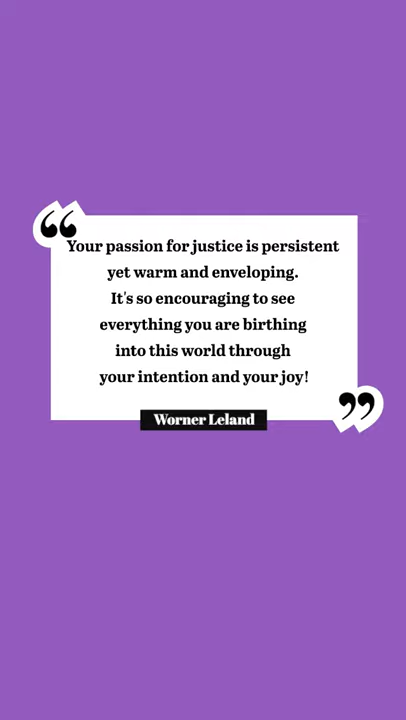 “
Your passion for justice is persistent
yet warm and enveloping.
It's so encouraging to see
everything you are birthing
into this world through
your intention and your joy!
”
Worner Leland